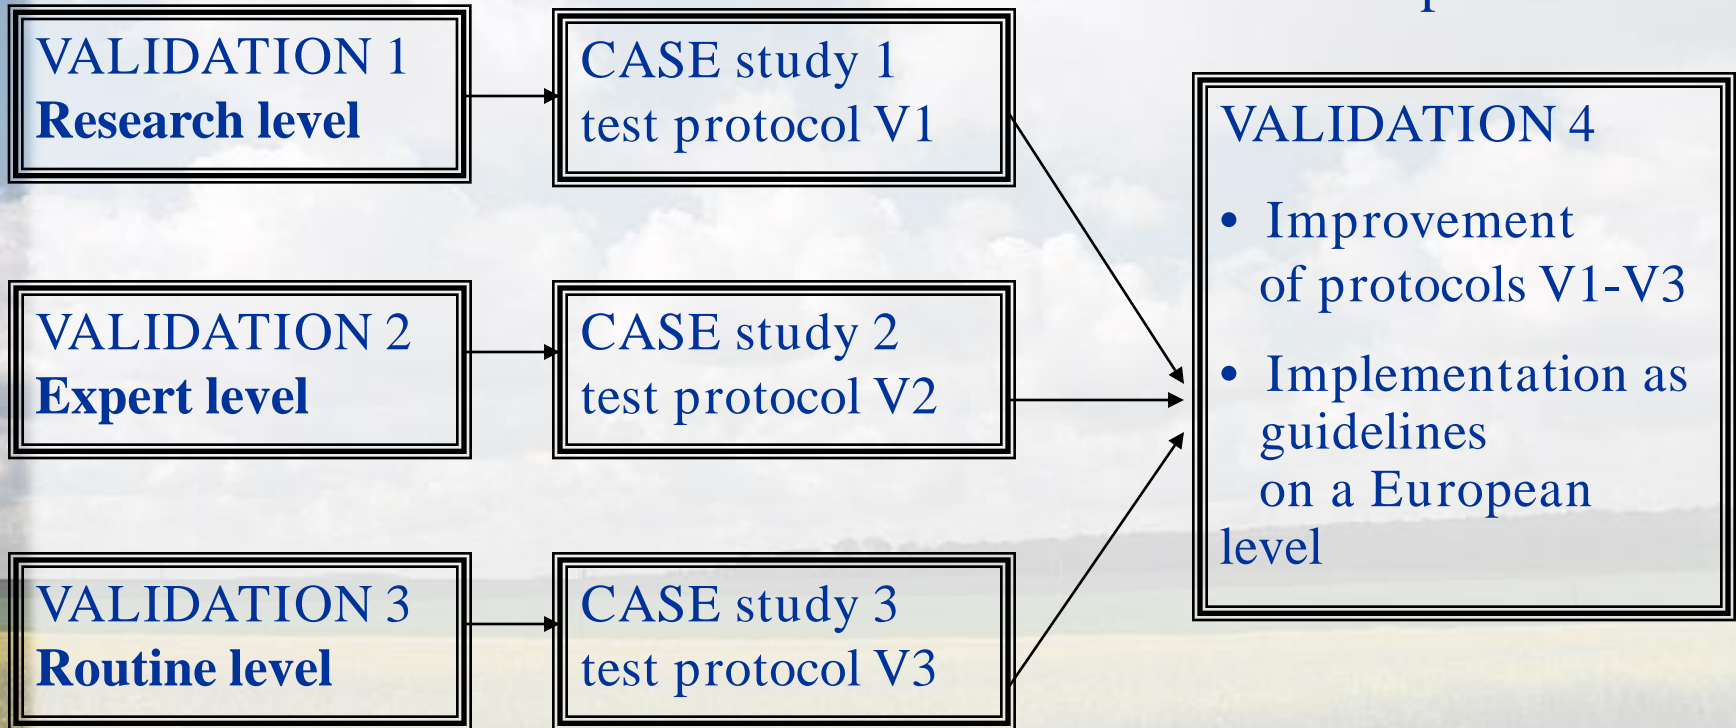 VALIDATION 1
Research level
CASE study 1
test protocol V1
VALIDATION 2
Expert level
CASE study 2
test protocol V2
VALIDATION 3
Routine level
CASE study 3
test protocol V3
VALIDATION 4
• Improvement
of protocols V1-V3
• Implementation as
guidelines
on a European
level